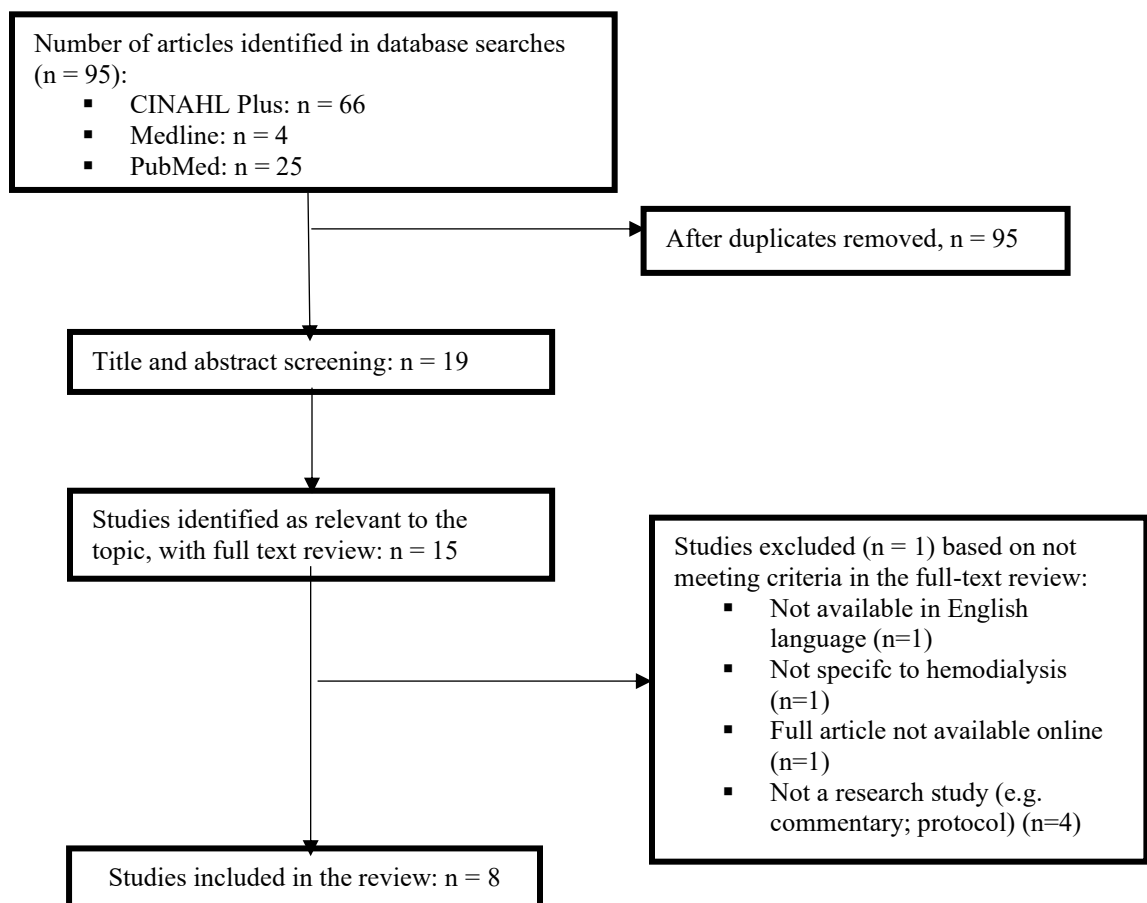 Number of articles identified in database searches
(n = 95):
▪ CINAHL Plus: n = 66
▪ Medline: n = 4
▪ PubMed: n = 25
After duplicates removed, n = 95
Title and abstract screening: n = 19
Studies identified as relevant to the
topic, with full text review: n = 15
Studies excluded (n = 1) based on not
meeting criteria in the full-text review:
▪ Not available in English
language (n=1)
▪ Not specifc to hemodialysis
(n=1)
▪ Full article not available online
(n=1)
▪ Not a research study (e.g.
commentary; protocol) (n=4)
Studies included in the review: n = 8